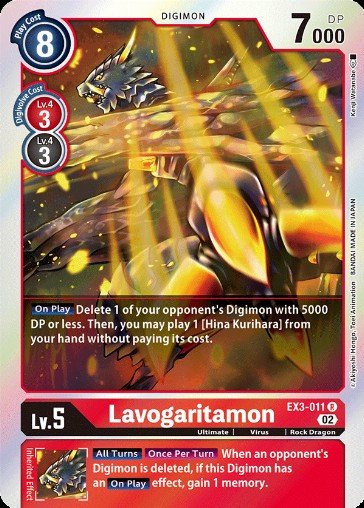 DIGIMON
Play Cost
8
DP
7000
Digivolve Cost
Lv.4
3
Lv.4
3
Kenji Watanabe
© Akiyoshi Hongo, Toei Animation BANDAI MADE IN JAPAN
On Play Delete 1 of your opponent's Digimon with 5000
DP or less. Then, you may play 1 [Hina Kurihara] from
your hand without paying its cost.
Lv.5
Lavogaritamon
EX3-011 R
02
Ultimate Virus Rock Dragon
Inherited Effect
All Turns Once Per Turn When an opponent's
Digimon is deleted, if this Digimon has
an On Play effect, gain 1 memory.